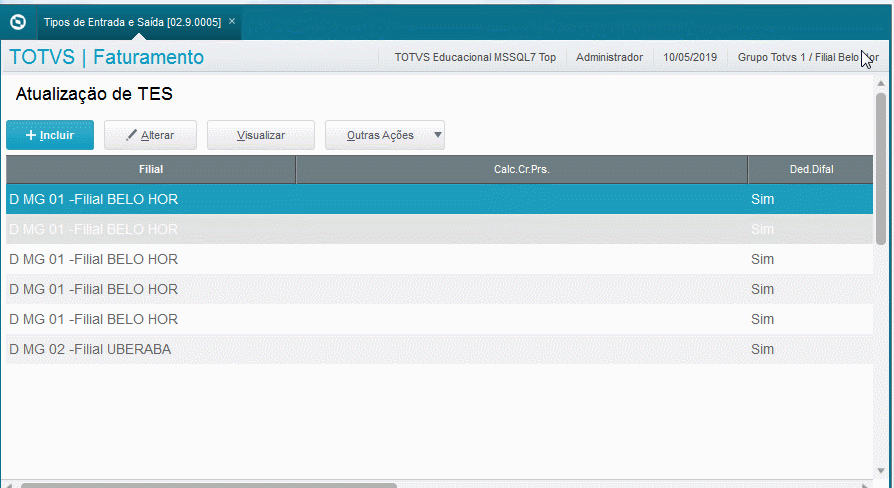 Tipos de Entrada e Saída [02.9.0005] ×
TOTVS | Faturamento TOTVS Educacional MSSQL7 Top Administrador 10/05/2019 Grupo Totvs 1 / Filial Belo Hor
Atualização de TES
+ Incluir Alterar Visualizar Outras Ações
Filial Calc.Cr.Prs. Ded.Difal
D MG 01 -Filial BELO HOR Sim
D MG 01 -Filial BELO HOR Sim
D MG 01 -Filial BELO HOR Sim
D MG 01 -Filial BELO HOR Sim
D MG 01 -Filial BELO HOR Sim
D MG 02 -Filial UBERABA Sim